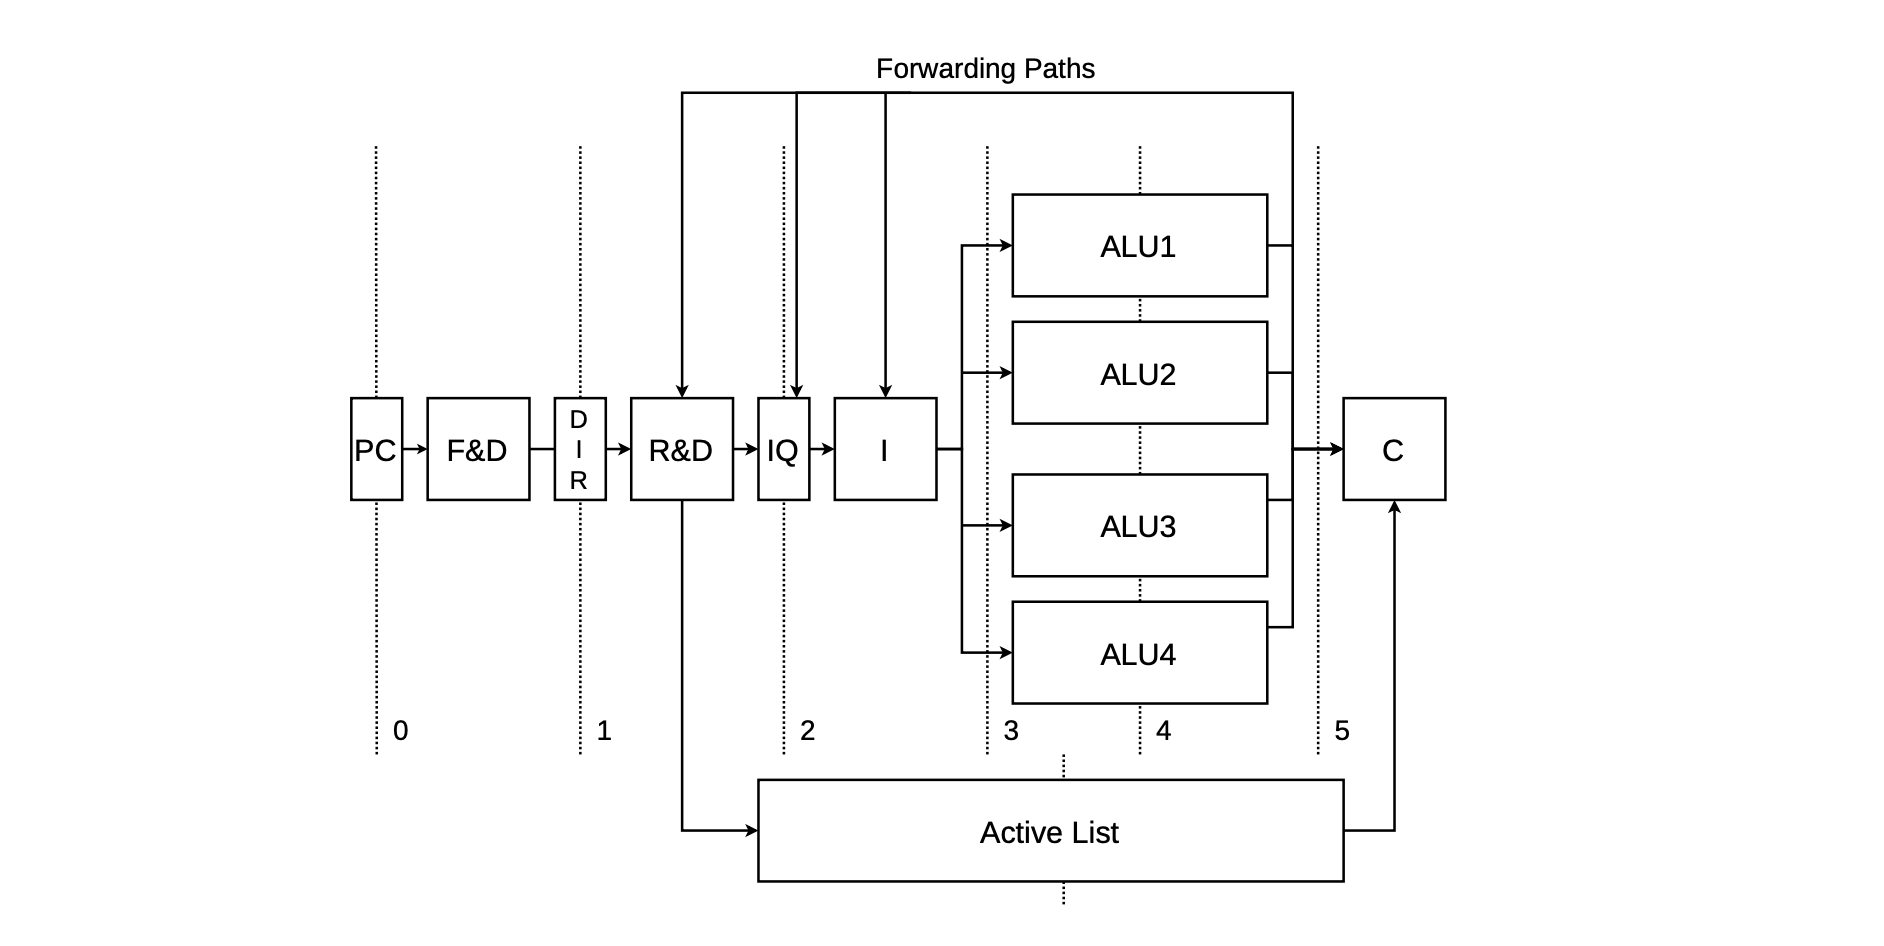 Forwarding Paths
ALU1
ALU2
PC
F&D
D
I
R
R&D
IQ
I
C
ALU3
ALU4
0
1
2
3
4
5
Active List